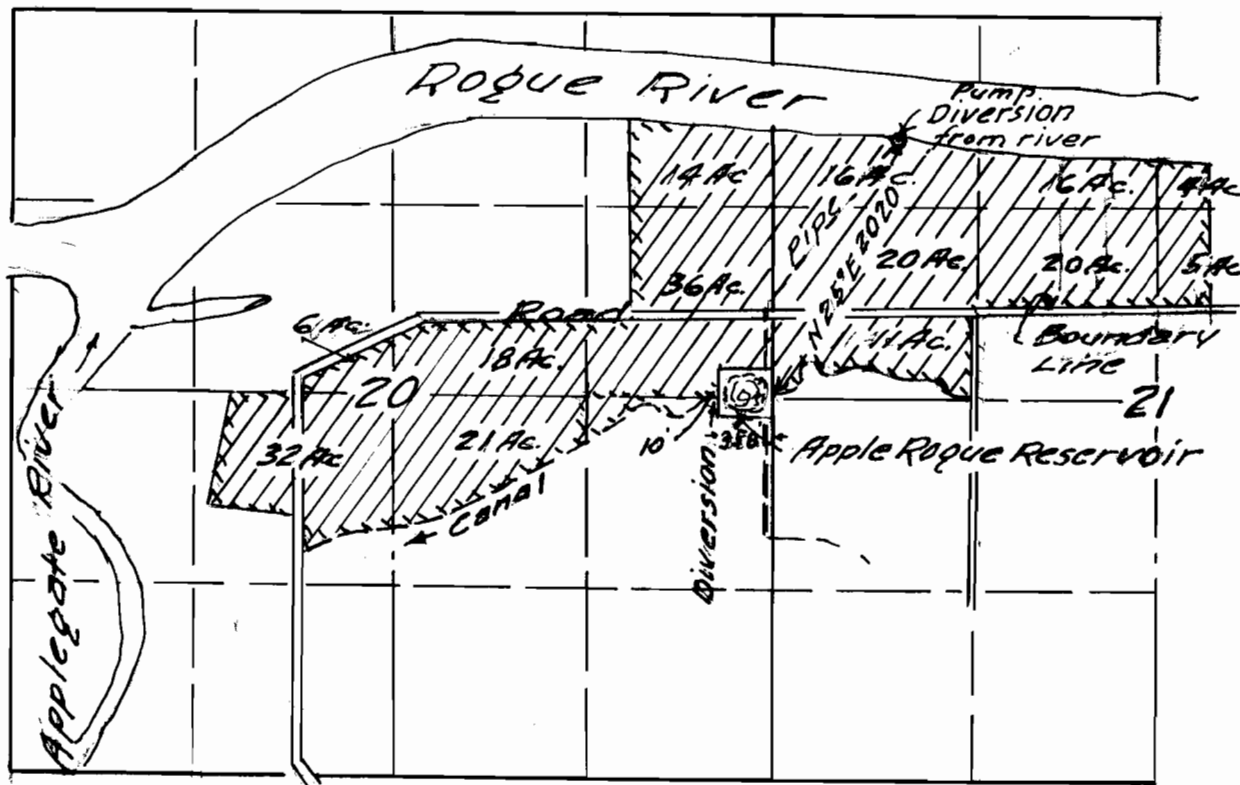 Rogue River
Pump
Diversion
from river
14 Ac
16 Ac.
16 Ac.
4 Ac
Pipe
N25°E 2020
36 Ac.
20 Ac.
20 Ac.
5 Ac
Road
6 Ac.
18 Ac.
11 Ac.
Boundary
Line
20
21
32 Ac
21 Ac.
10'
Apple Rogue Reservoir
Diversion
Canal
Applegate River